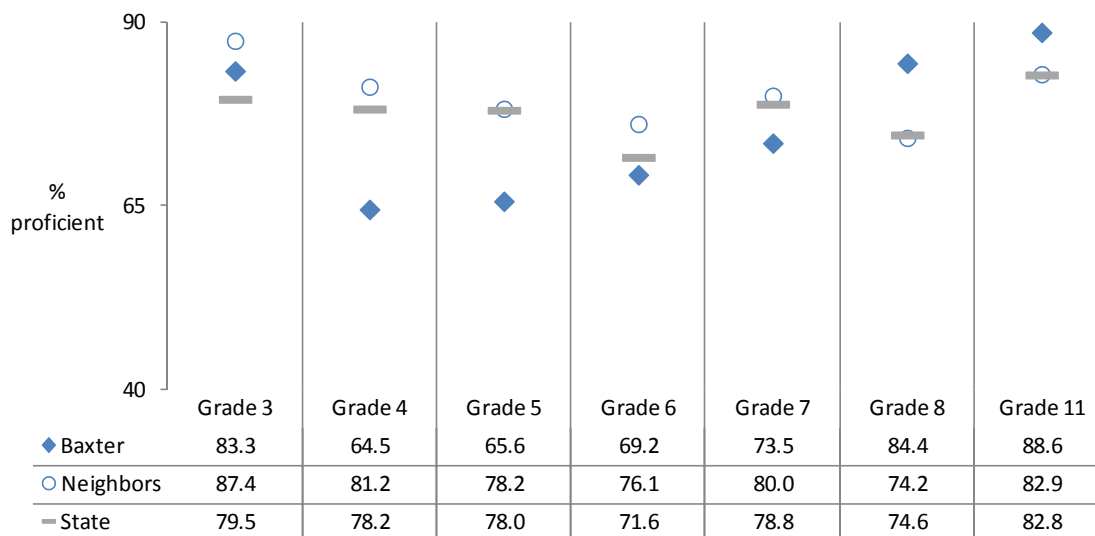 90
%
proficient
65
40
Grade 3 Grade 4 Grade 5 Grade 6 Grade 7 Grade 8 Grade 11
Baxter 83.3 64.5 65.6 69.2 73.5 84.4 88.6
Neighbors 87.4 81.2 78.2 76.1 80.0 74.2 82.9
State 79.5 78.2 78.0 71.6 78.8 74.6 82.8